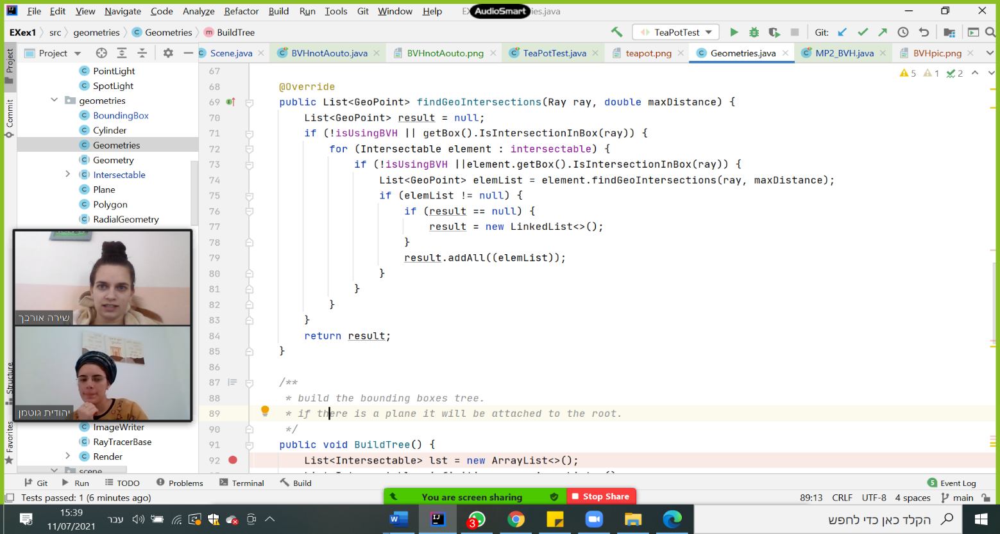 File Edit View Navigate Code Analyze Refactor Build Run Tools Git Window Help AudioSmart ies.java
EXex1 src geometries Geometries BuildTree TeaPotTest Git:
Project Scene.java BVHnotAouto.java BVHnotAouto.png TeaPotTest.java teapot.png Geometries.java MP2_BVH.java BVHpic.png
Project
Commit
Structure
Favorites
PointLight
SpotLight
geometries
BoundingBox
Cylinder
Geometries
Geometry
Intersectable
Plane
Polygon
RadialGeometry
שירה אורבך
יהודית גוטמן
ImageWriter
RayTracerBase
Render
scene
5 1 2
67
68 @Override
69 public List<GeoPoint> findGeoIntersections(Ray ray, double maxDistance) {
70 List<GeoPoint> result = null;
71 if (!isUsingBVH || getBox().IsIntersectionInBox(ray)) {
72 for (Intersectable element : intersectable) {
73 if (!isUsingBVH ||element.getBox().IsIntersectionInBox(ray)) {
74 List<GeoPoint> elemList = element.findGeoIntersections(ray, maxDistance);
75 if (elemList != null) {
76 if (result == null) {
77 result = new LinkedList<>();
78 }
79 result.addAll((elemList));
80 }
81 }
82 }
83 }
84 return result;
85 }
86
87 /**
88 * build the bounding boxes tree.
89 * if there is a plane it will be attached to the root.
90 */
91 public void BuildTree() {
92 List<Intersectable> lst = new ArrayList<>();
Git Run TODO Problems Terminal Build 5 Event Log
Tests passed: 1 (6 minutes ago) You are screen sharing Stop Share 89:13 CRLF UTF-8 4 spaces main
15:39
11/07/2021
עבר
3
הקלד כאן כדי לחפש